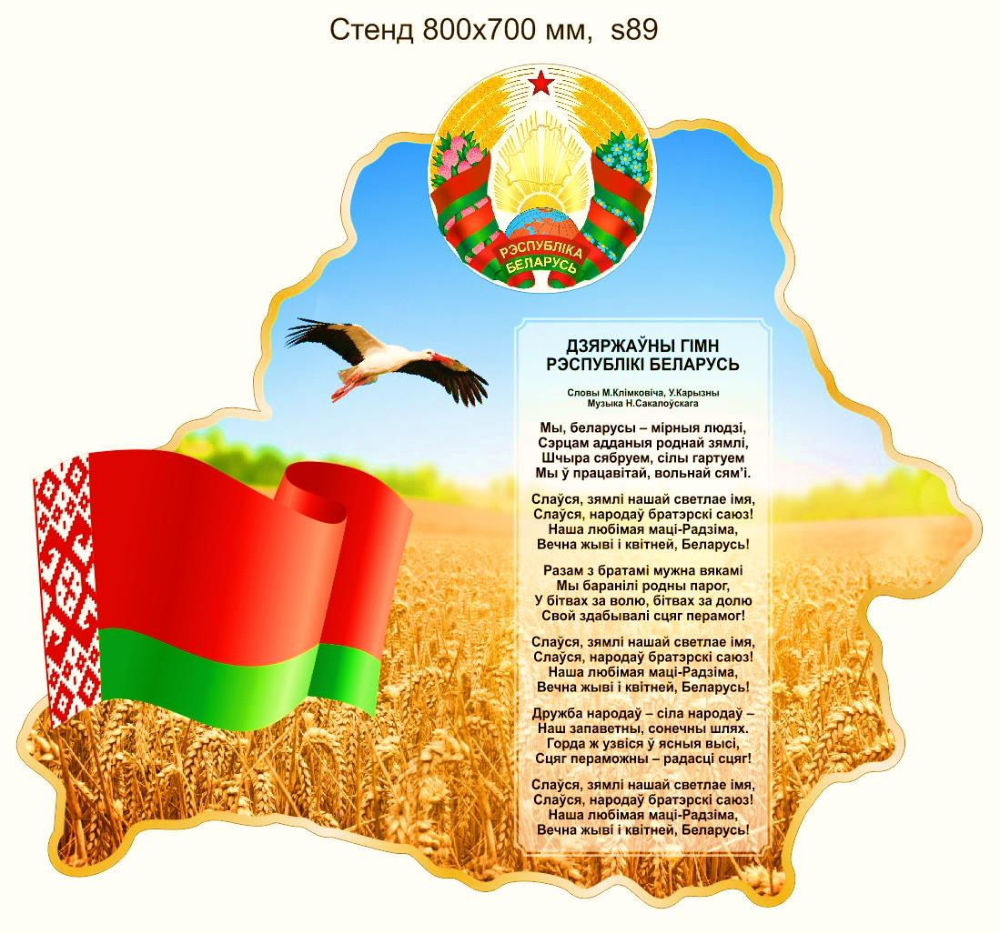 Стенд 800х700 мм, s89
РЭСПУБЛІКА
БЕЛАРУСЬ
ДЗЯРЖАЎНЫ ГІМН
РЭСПУБЛІКІ БЕЛАРУСЬ
Словы М.Клімковіча, У.Карызны
Музыка Н.Сакалоўскага
Мы, беларусы – мірныя людзі,
Сэрцам адданыя роднай зямлі,
Шчыра сябруем, сілы гартуем
Мы ў працавітай, вольнай сям'і.
Слаўся, зямлі нашай светлае імя,
Слаўся, народаў братэрскі саюз!
Наша любімая маці-Радзіма,
Вечна жыві і квітней, Беларусь!
Разам з братамі мужна вякамі
Мы баранілі родны парог,
У бітвах за волю, бітвах за долю
Свой здабывалі сцяг перамог!
Слаўся, зямлі нашай светлае імя,
Слаўся, народаў братэрскі саюз!
Наша любімая маці-Радзіма,
Вечна жыві і квітней, Беларусь!
Дружба народаў – сіла народаў –
Наш запаветны, сонечны шлях.
Горда ж узвіся ў ясныя высі,
Сцяг пераможны – радасці сцяг!
Слаўся, зямлі нашай светлае імя,
Слаўся, народаў братэрскі саюз!
Наша любімая маці-Радзіма,
Вечна жыві і квітней, Беларусь!